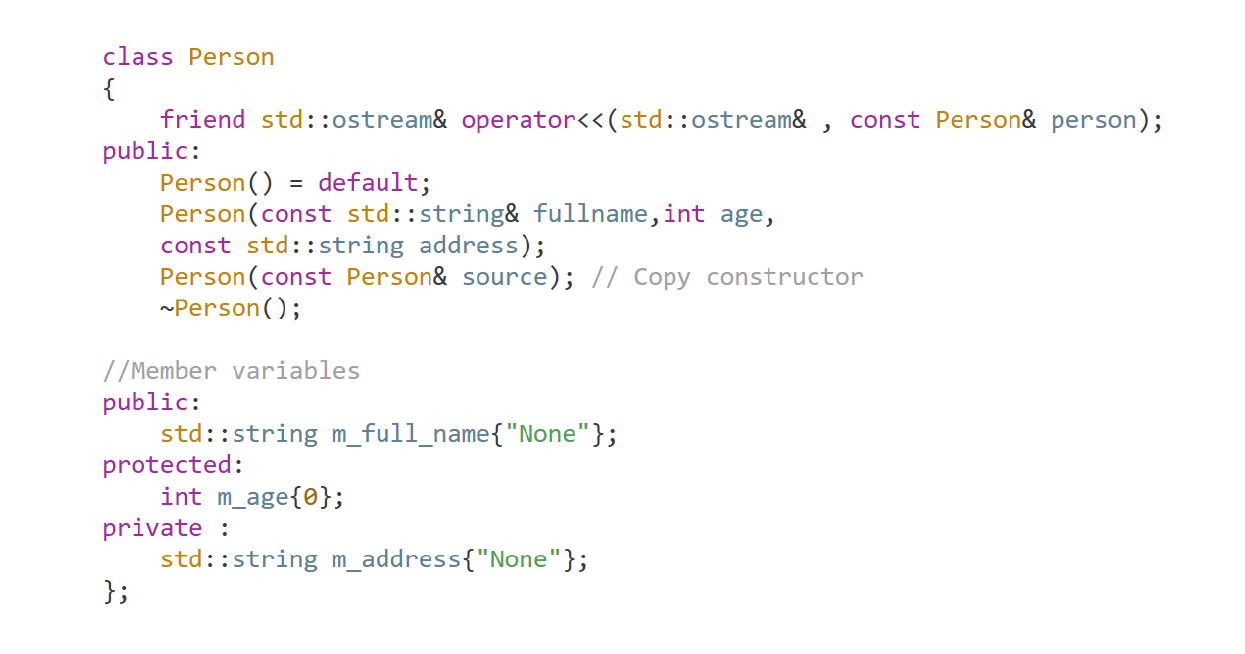 class Person
{
    friend std::ostream& operator<<(std::ostream& , const Person& person);
public:
    Person() = default;
    Person(const std::string& fullname,int age,
    const std::string address);
    Person(const Person& source); // Copy constructor
    ~Person();

//Member variables
public:
    std::string m_full_name{"None"};
protected:
    int m_age{0};
private :
    std::string m_address{"None"};
};